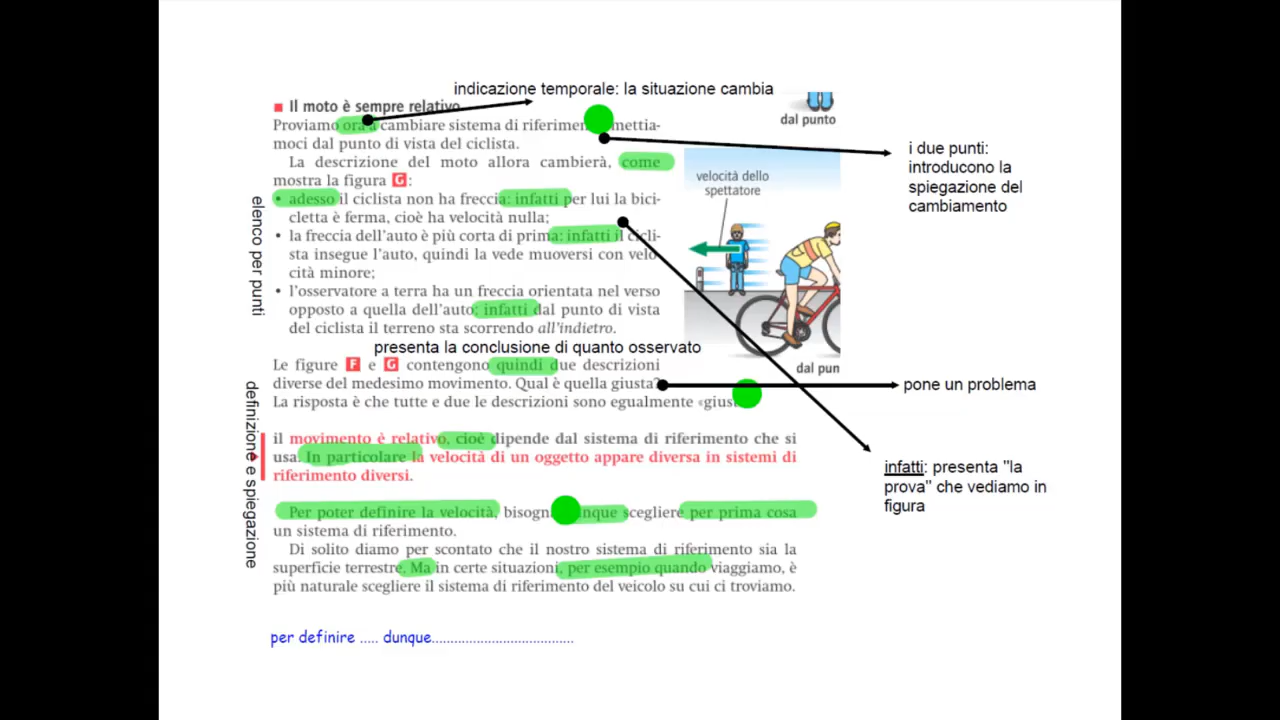 indicazione temporale: la situazione cambia
Il moto è sempre relativo
Proviamo ora a cambiare sistema di riferimen mettia-
moci dal punto di vista del ciclista.
La descrizione del moto allora cambierà, come
mostra la figura G:
• adesso il ciclista non ha freccia: infatti per lui la bici-
cletta è ferma, cioè ha velocità nulla;
• la freccia dell'auto è più corta di prima: infatti il cicli-
sta insegue l'auto, quindi la vede muoversi con velo-
cità minore;
• l'osservatore a terra ha un freccia orientata nel verso
opposto a quella dell'auto: infatti dal punto di vista
del ciclista il terreno sta scorrendo all'indietro.
presenta la conclusione di quanto osservato
Le figure F e G contengono quindi due descrizioni
diverse del medesimo movimento. Qual è quella giusta?
La risposta è che tutte e due le descrizioni sono egualmente «gius
il movimento è relativo, cioè dipende dal sistema di riferimento che si
usa. In particolare la velocità di un oggetto appare diversa in sistemi di
riferimento diversi.
Per poter definire la velocità, bisogn unque scegliere per prima cosa
un sistema di riferimento.
Di solito diamo per scontato che il nostro sistema di riferimento sia la
superficie terrestre. Ma in certe situazioni, per esempio quando viaggiamo, è
più naturale scegliere il sistema di riferimento del veicolo su cui ci troviamo.
per definire ..... dunque......................................
elenco per punti
definizione e spiegazione
dal punto
velocità dello
spettatore
dal pun
i due punti:
introducono la
spiegazione del
cambiamento
pone un problema
infatti: presenta "la
prova" che vediamo in
figura